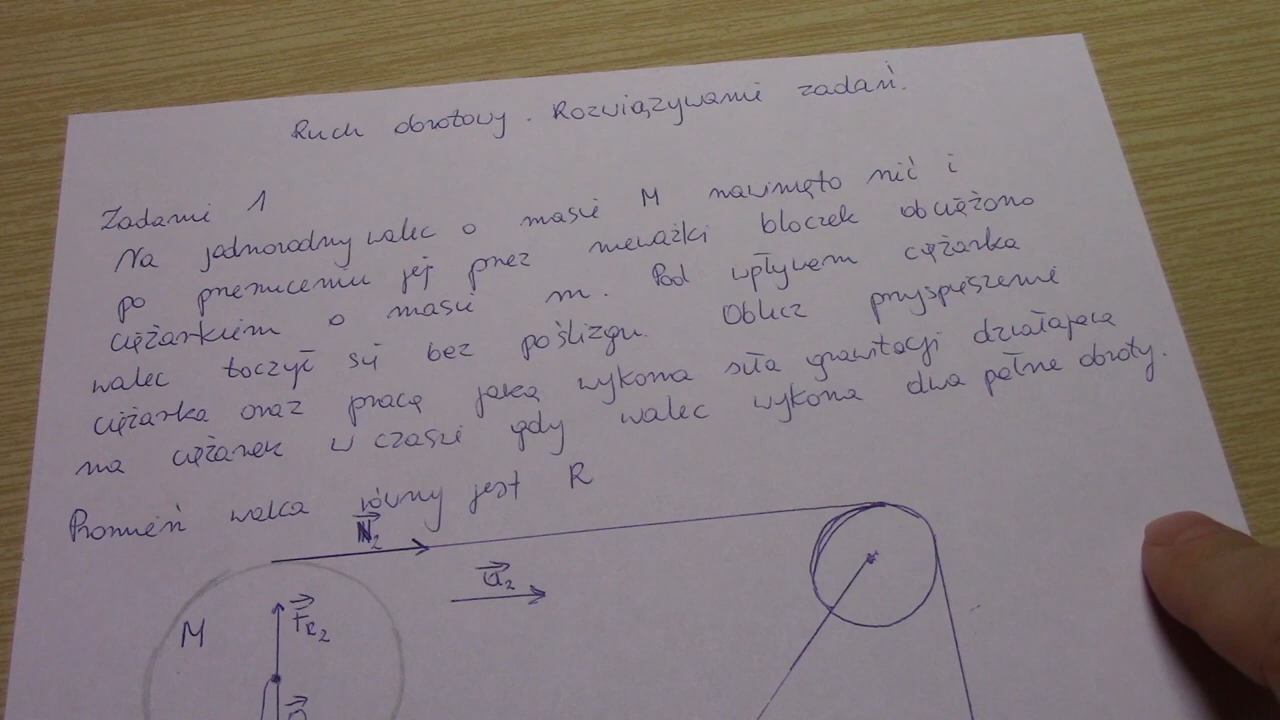 Ruch obrotowy. Rozwiązywanie zadań.
Zadanie 1
Na jednorodny walec o masie M nawinięto nić i
po przerzuceniu jej przez nieważki bloczek obciążono
ciężarkiem o masie m. Pod wpływem ciężarka
walec toczył się bez poślizgu. Oblicz przyspieszenie
ciężarka oraz pracę jaką wykona siła grawitacji działająca
na ciężarek w czasie gdy walec wykona dwa pełne obroty.
Promień walca równy jest R
N₂
a₂
M
F_R₂